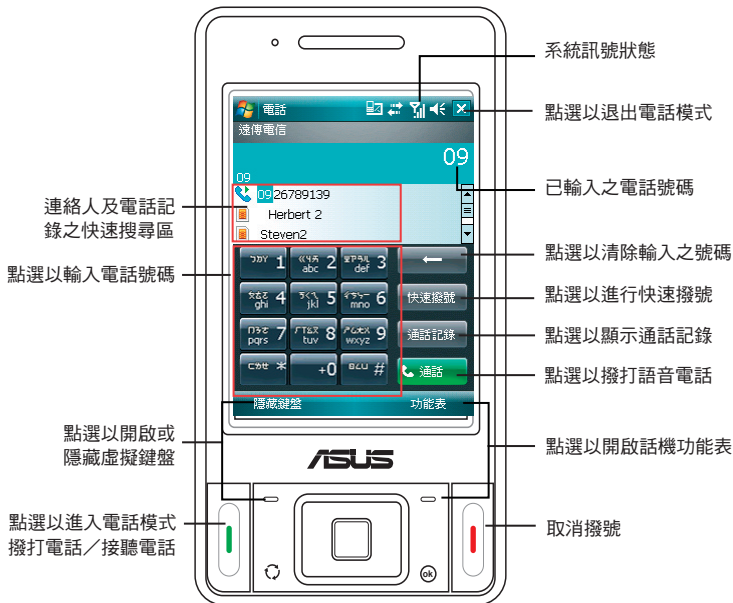 系統訊號狀態
電話
點選以退出電話模式
遠傳電信
09
已輸入之電話號碼
09
0926789139
Herbert 2
Steven2
連絡人及電話記
錄之快速搜尋區
點選以輸入電話號碼
ㄅㄉㄚ 1
abc 2
def 3
點選以清除輸入之號碼
ghi 4
jkl 5
mno 6
快速撥號
點選以進行快速撥號
pqrs 7
tuv 8
wxyz 9
通話記錄
點選以顯示通話記錄
*
+0
#
通話
點選以撥打語音電話
隱藏鍵盤
功能表
點選以開啟或
隱藏虛擬鍵盤
點選以開啟話機功能表
ASUS
點選以進入電話模式
撥打電話／接聽電話
取消撥號
ok